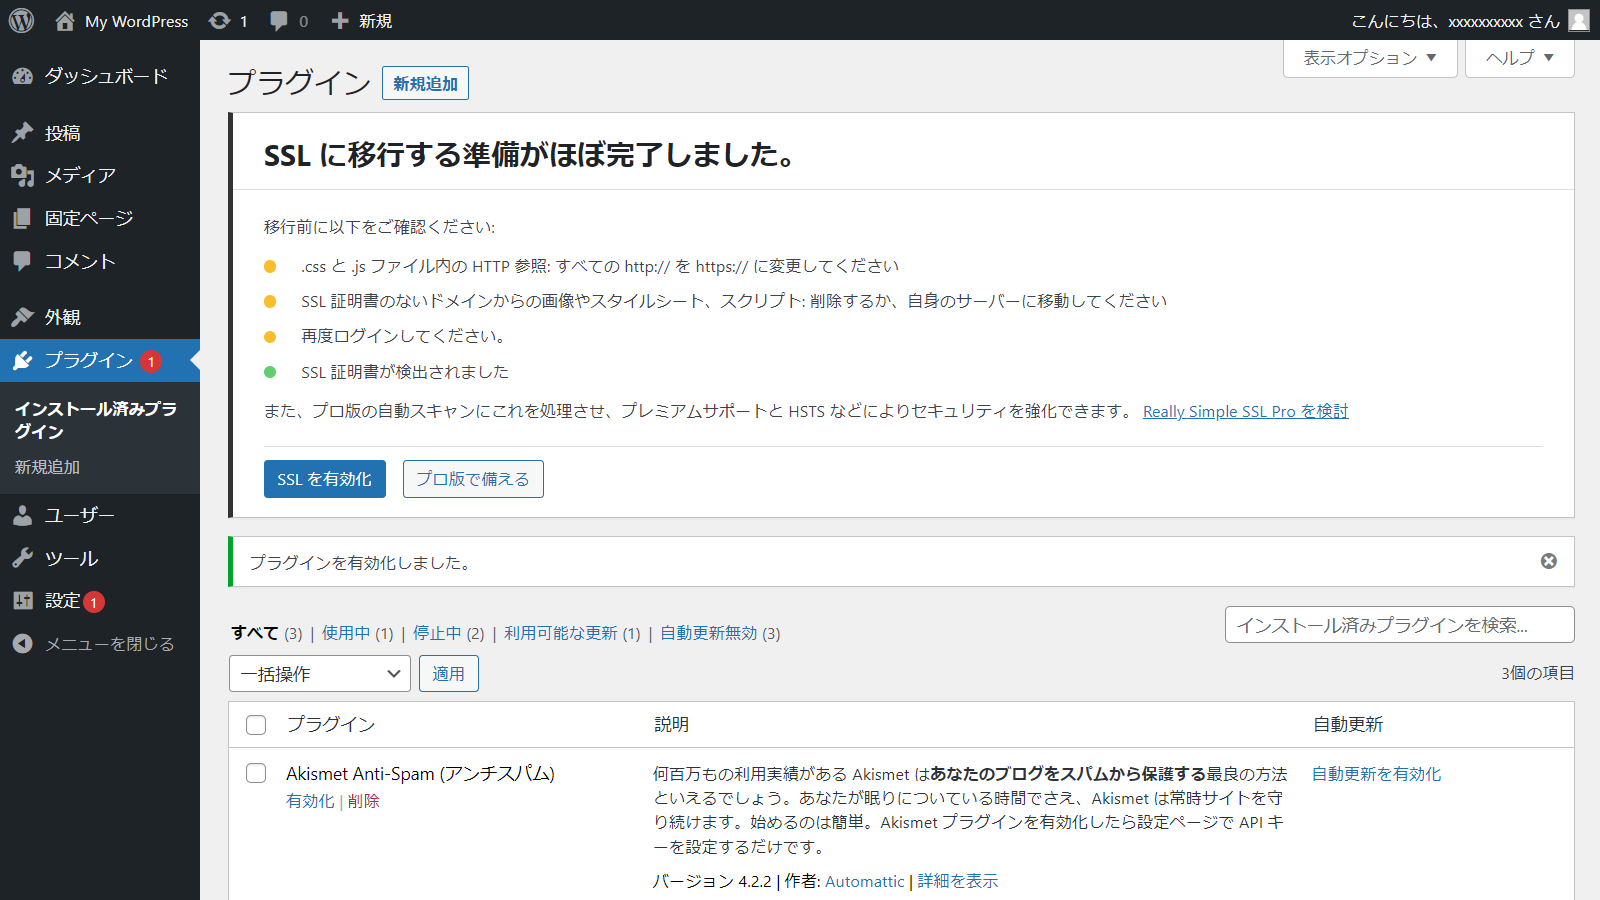 My WordPress 1 0 新規
こんにちは、xxxxxxxxxx さん
ダッシュボード
投稿
メディア
固定ページ
コメント
外観
プラグイン 1
インストール済みプラ
グイン
新規追加
ユーザー
ツール
設定 1
メニューを閉じる
表示オプション ▼
ヘルプ ▼
プラグイン 新規追加
SSL に移行する準備がほぼ完了しました。
移行前に以下をご確認ください:
.css と .js ファイル内の HTTP 参照: すべての http:// を https:// に変更してください
SSL 証明書のないドメインからの画像やスタイルシート、スクリプト: 削除するか、自身のサーバーに移動してください
再度ログインしてください。
SSL 証明書が検出されました
また、プロ版の自動スキャンにこれを処理させ、プレミアムサポートと HSTS などによりセキュリティを強化できます。 Really Simple SSL Pro を検討
SSL を有効化 プロ版で備える
プラグインを有効化しました。
すべて (3) | 使用中 (1) | 停止中 (2) | 利用可能な更新 (1) | 自動更新無効 (3)
インストール済みプラグインを検索...
一括操作 適用
3個の項目
プラグイン 説明 自動更新
Akismet Anti-Spam (アンチスパム)
有効化 | 削除
何百万もの利用実績がある Akismet はあなたのブログをスパムから保護する最良の方法
といえるでしょう。あなたが眠りについている時間でさえ、Akismet は常時サイトを守
り続けます。始めるのは簡単。Akismet プラグインを有効化したら設定ページで API キ
ーを設定するだけです。
バージョン 4.2.2 | 作者: Automattic | 詳細を表示
自動更新を有効化